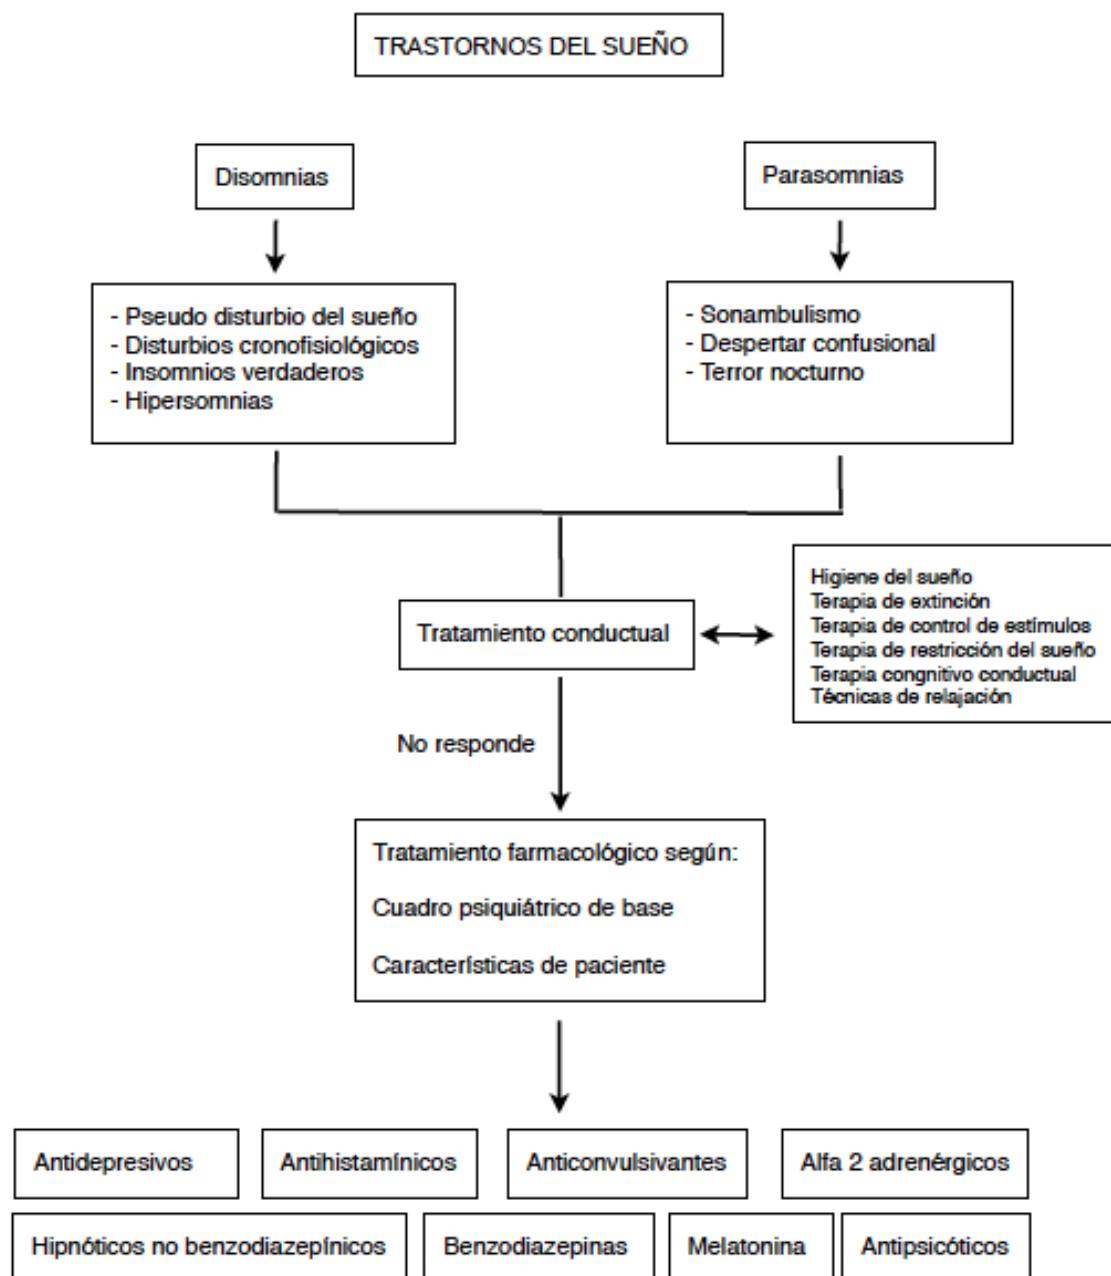 TRASTORNOS DEL SUEÑO
Disomnias
Parasomnias
- Pseudo disturbio del sueño
- Disturbios cronofisiológicos
- Insomnios verdaderos
- Hipersomnias
- Sonambulismo
- Despertar confusional
- Terror nocturno
Tratamiento conductual
Higiene del sueño
Terapia de extinción
Terapia de control de estímulos
Terapia de restricción del sueño
Terapia congnitivo conductual
Técnicas de relajación
No responde
Tratamiento farmacológico según:
Cuadro psiquiátrico de base
Características de paciente
Antidepresivos
Antihistamínicos
Anticonvulsivantes
Alfa 2 adrenérgicos
Hipnóticos no benzodiazepínicos
Benzodiazepinas
Melatonina
Antipsicóticos